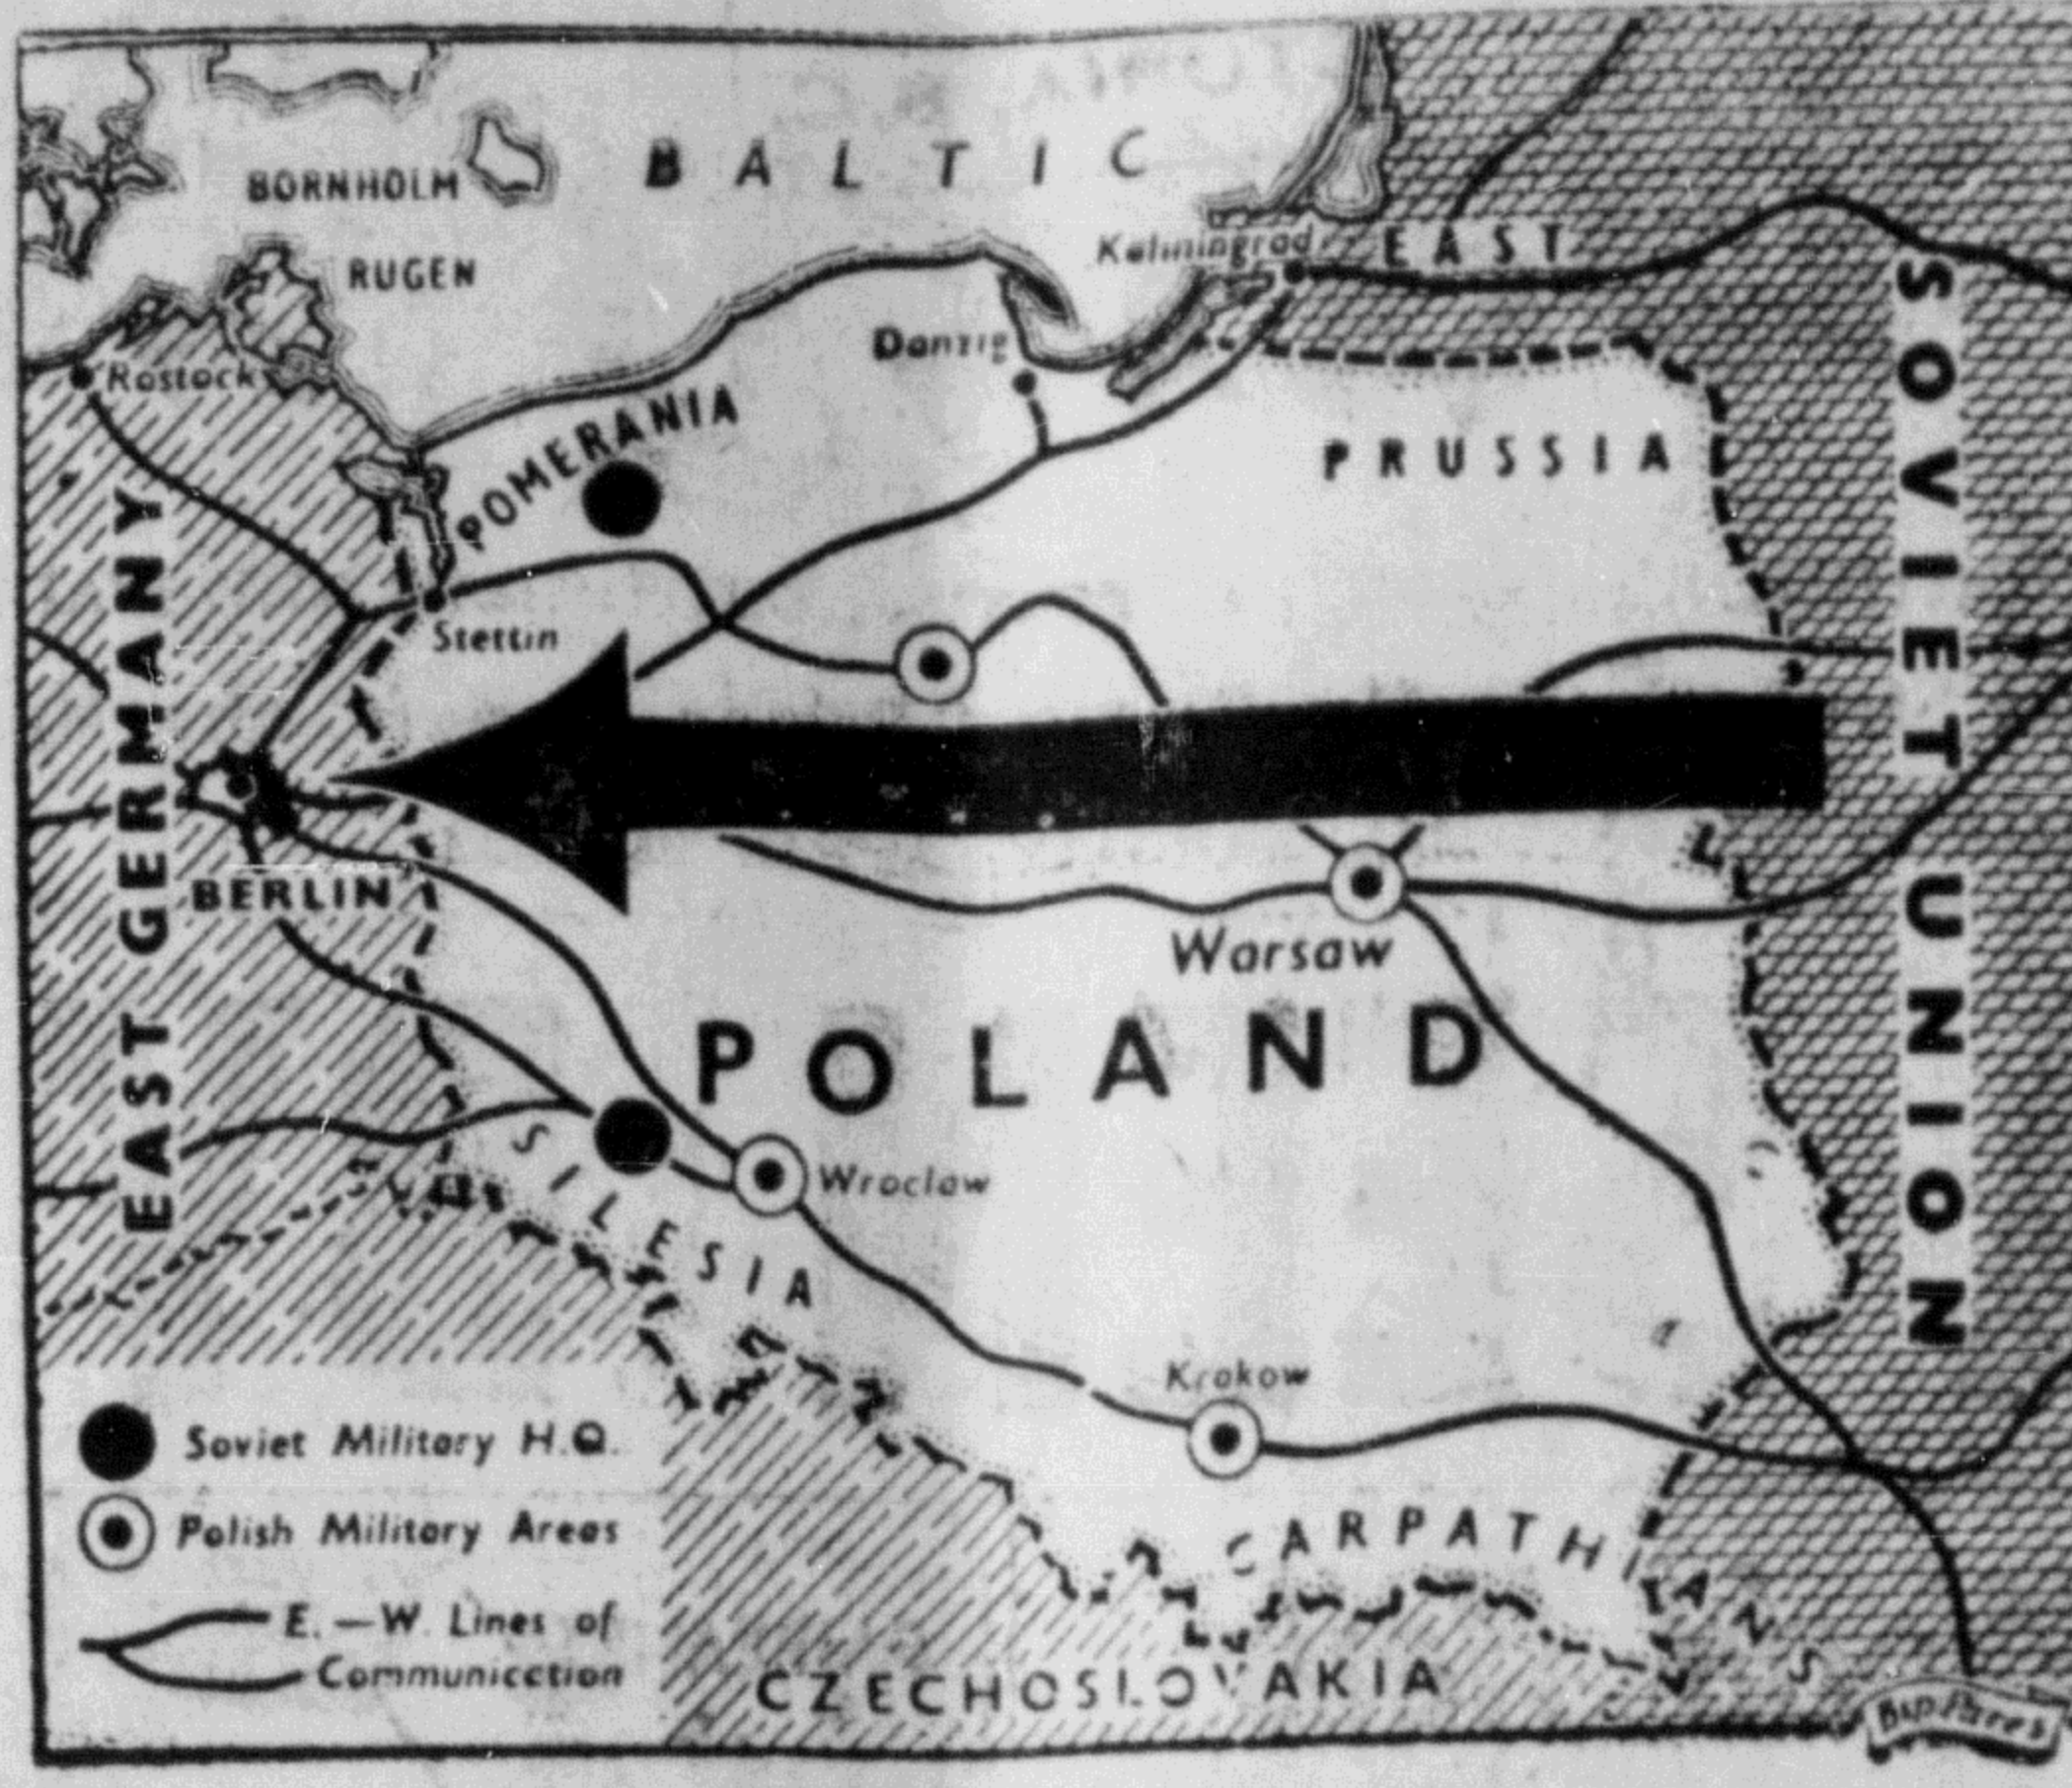 BALTIC
BORNHOLM
RUGEN
Kaliningrad
EAST
PRUSSIA
Danzig
Rostock
POMERANIA
Stettin
EAST GERMANY
BERLIN
SOVIET UNION
Warsaw
POLAND
SILESIA
Wroclaw
Krakow
CARPATHIANS
CZECHOSLOVAKIA
Soviet Military H.Q.
Polish Military Areas
E.—W. Lines of
Communication